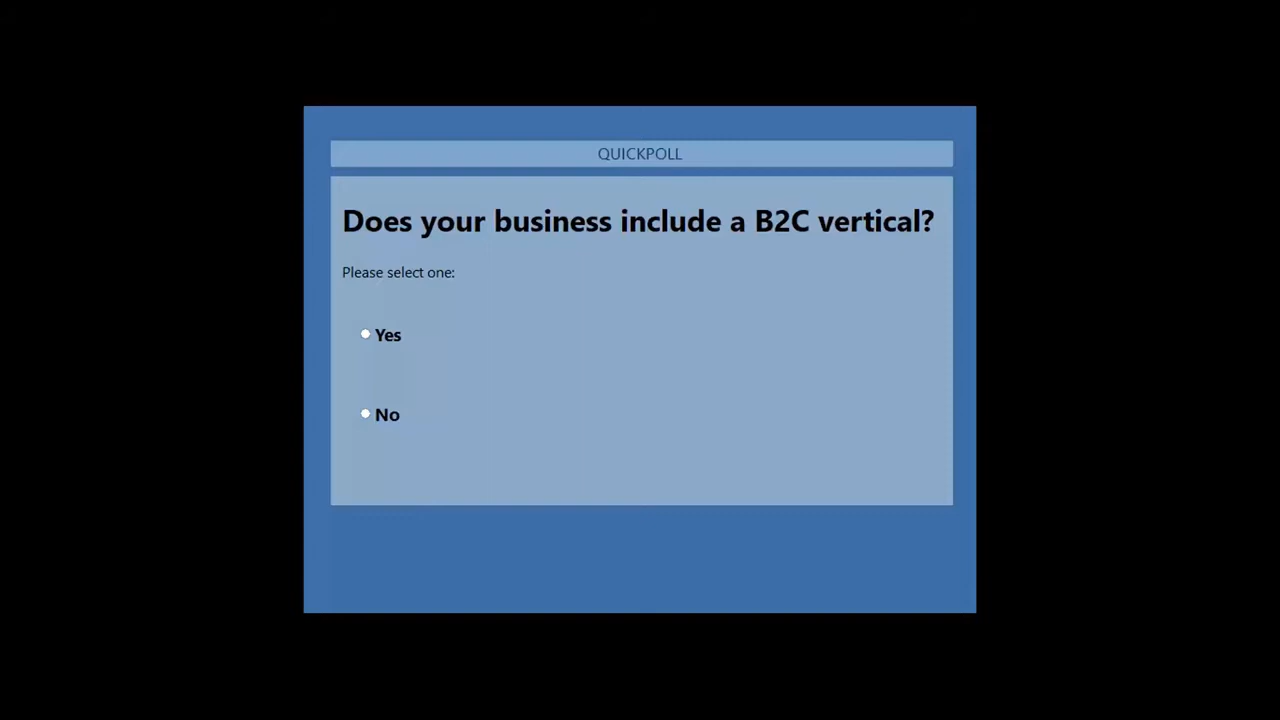 QUICKPOLL
Does your business include a B2C vertical?
Please select one:
Yes
No